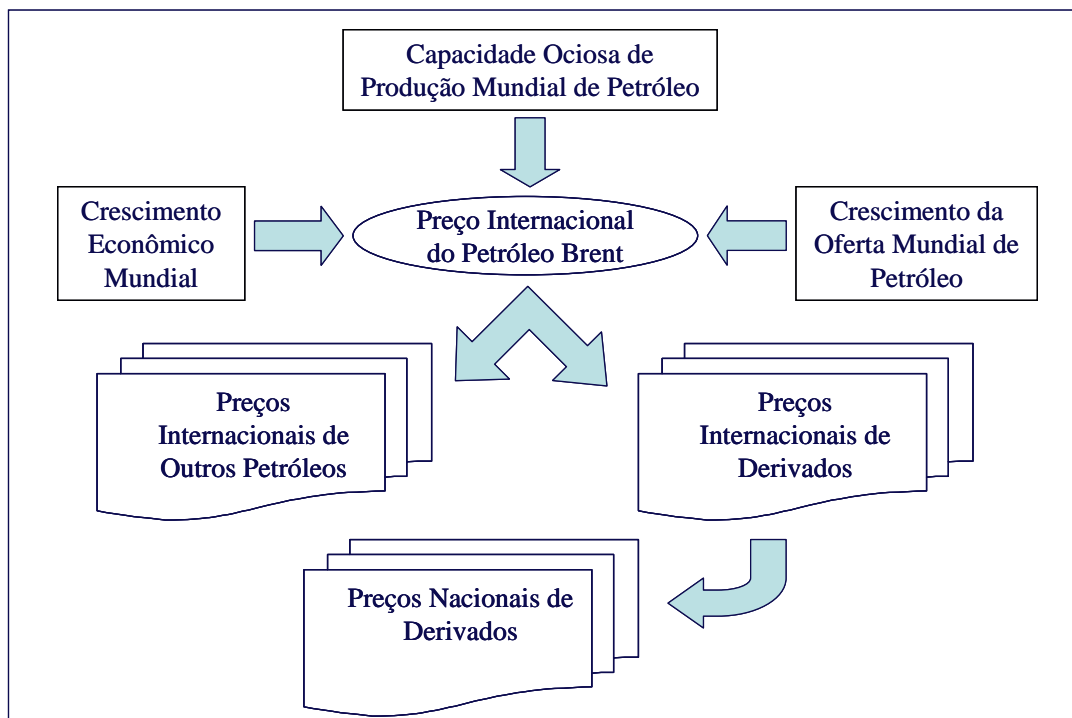 Capacidade Ociosa de
Produção Mundial de Petróleo
Crescimento
Econômico
Mundial
Preço Internacional
do Petróleo Brent
Crescimento da
Oferta Mundial de
Petróleo
Preços
Internacionais de
Outros Petróleos
Preços
Internacionais de
Derivados
Preços Nacionais de
Derivados